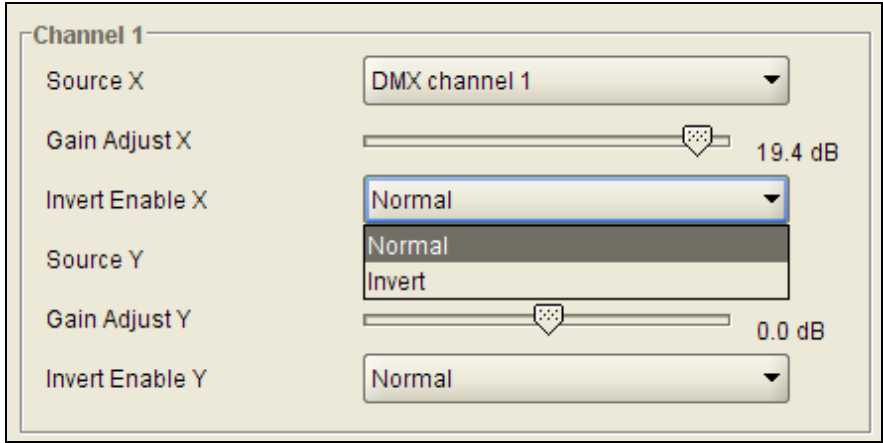 Channel 1
Source X DMX channel 1
Gain Adjust X 19.4 dB
Invert Enable X Normal
Normal
Source Y
Invert
Gain Adjust Y 0.0 dB
Invert Enable Y Normal